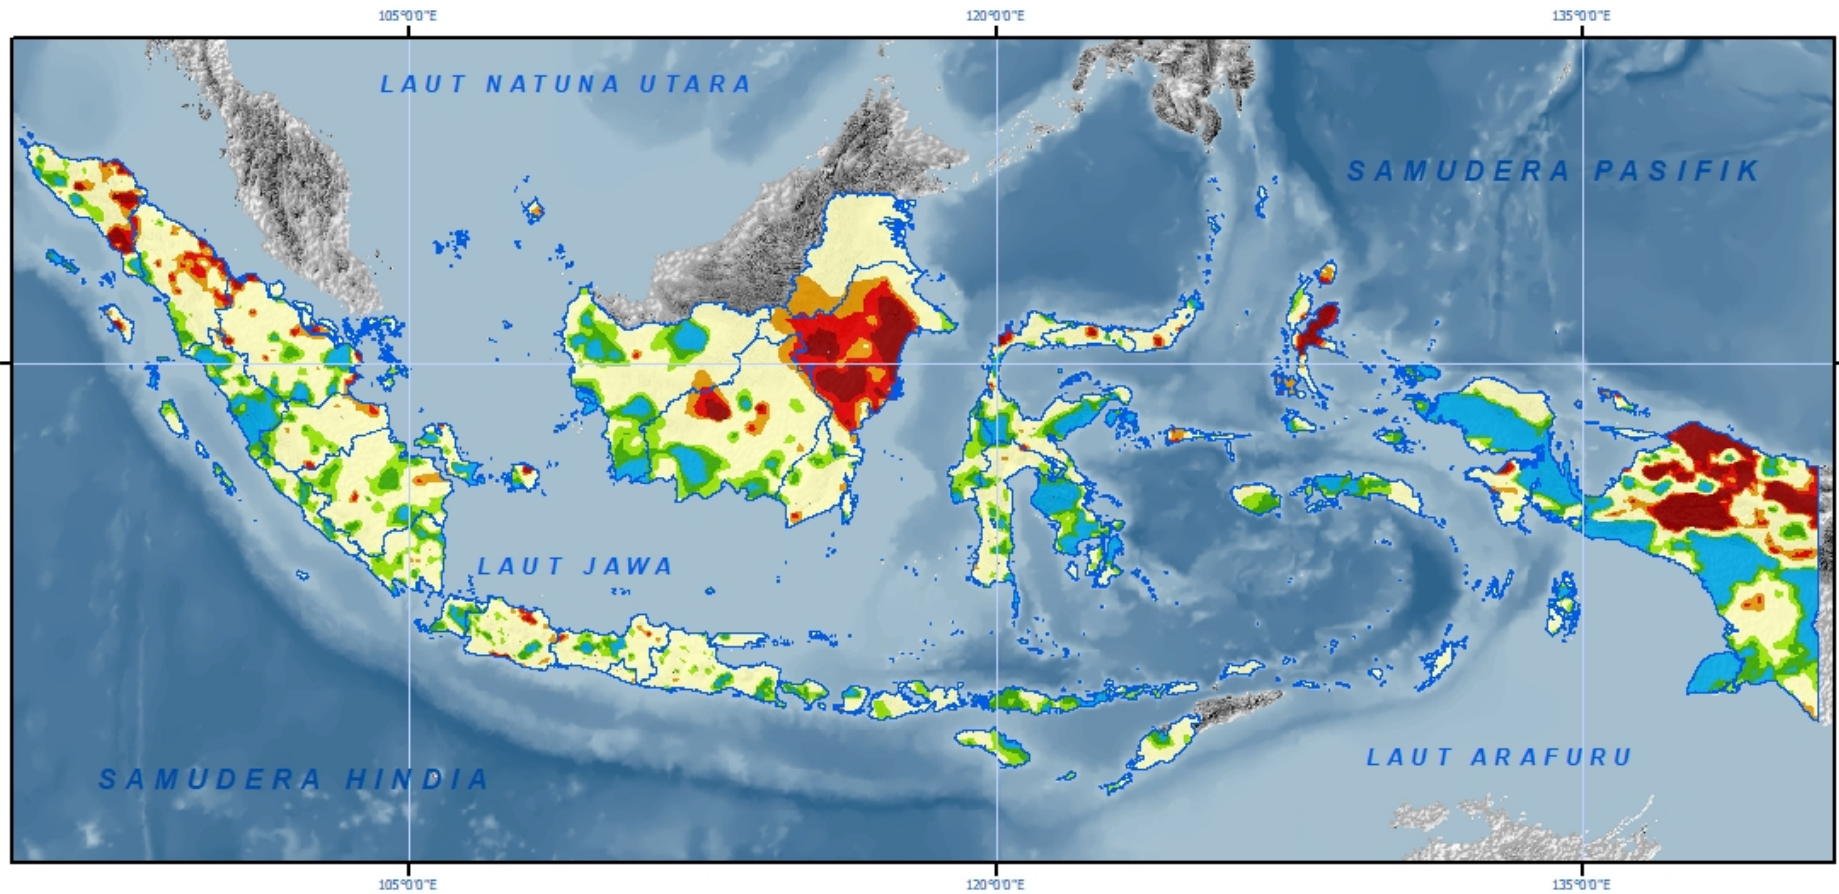 105°0'0"E
120°0'0"E
135°0'0"E
LAUT NATUNA UTARA
SAMUDERA PASIFIK
LAUT JAWA
LAUT ARAFURU
SAMUDERA HINDIA
105°0'0"E
120°0'0"E
135°0'0"E